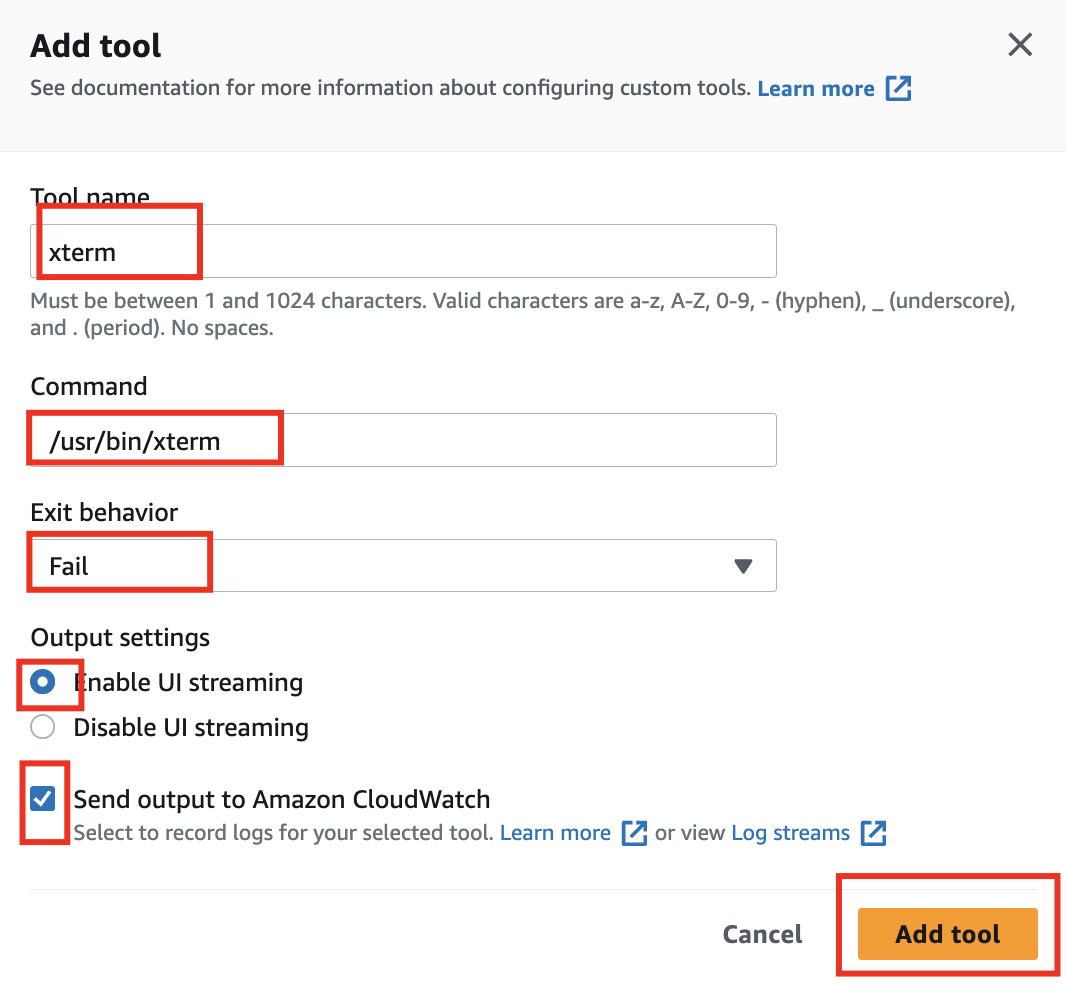 Add tool
See documentation for more information about configuring custom tools. Learn more
Tool name
xterm
Must be between 1 and 1024 characters. Valid characters are a-z, A-Z, 0-9, - (hyphen), _ (underscore),
and . (period). No spaces.
Command
/usr/bin/xterm
Exit behavior
Fail
Output settings
Enable UI streaming
Disable UI streaming
Send output to Amazon CloudWatch
Select to record logs for your selected tool. Learn more or view Log streams
Cancel Add tool